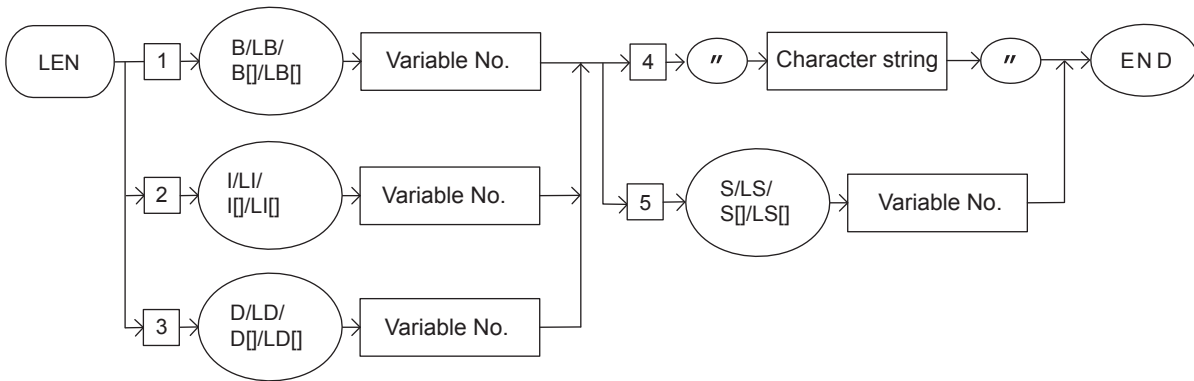 LEN
1
B/LB/
B[]/LB[]
Variable No.
4
"
Character string
"
END
2
I/LI/
I[]/LI[]
Variable No.
5
S/LS/
S[]/LS[]
Variable No.
3
D/LD/
D[]/LD[]
Variable No.